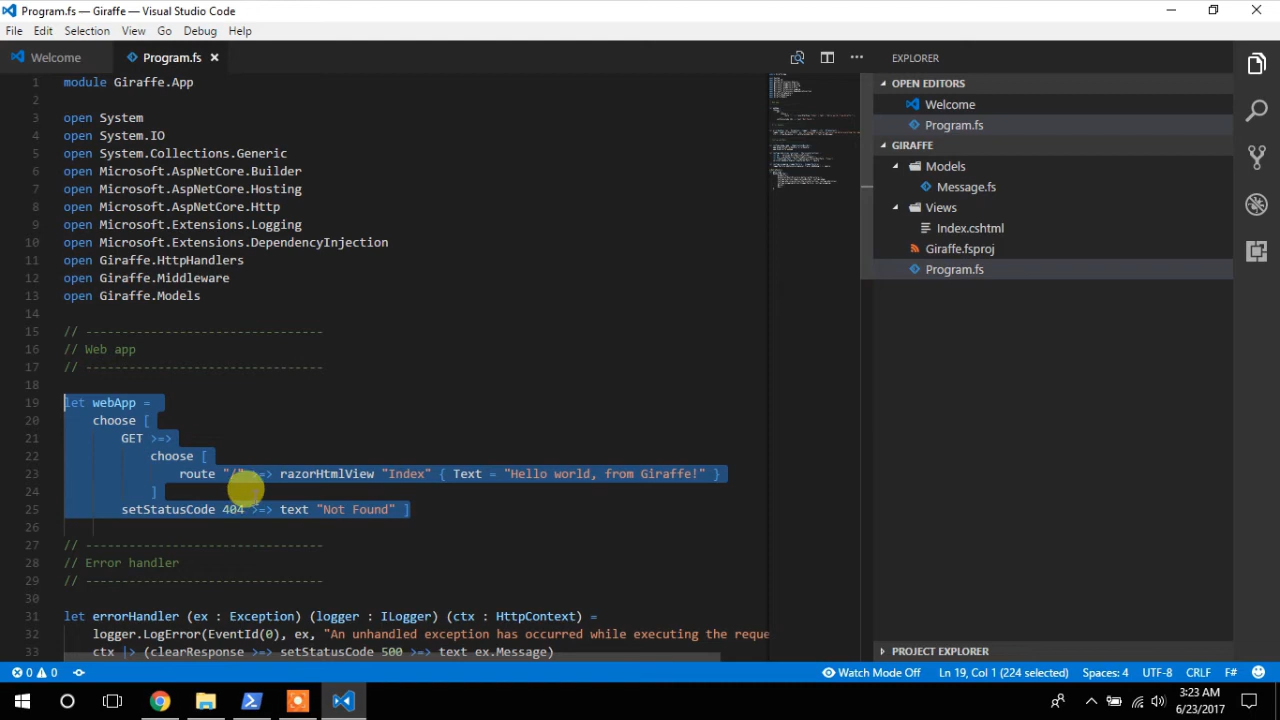 Program.fs — Giraffe — Visual Studio Code
File Edit Selection View Go Debug Help
Welcome Program.fs
1 module Giraffe.App
2
3 open System
4 open System.IO
5 open System.Collections.Generic
6 open Microsoft.AspNetCore.Builder
7 open Microsoft.AspNetCore.Hosting
8 open Microsoft.AspNetCore.Http
9 open Microsoft.Extensions.Logging
10 open Microsoft.Extensions.DependencyInjection
11 open Giraffe.HttpHandlers
12 open Giraffe.Middleware
13 open Giraffe.Models
14
15 // ---------------------------------
16 // Web app
17 // ---------------------------------
18
19 let webApp =
20 choose [
21 GET >=>
22 choose [
23 route "/" >=> razorHtmlView "Index" { Text = "Hello world, from Giraffe!" }
24 ]
25 setStatusCode 404 >=> text "Not Found" ]
26
27 // ---------------------------------
28 // Error handler
29 // ---------------------------------
30
31 let errorHandler (ex : Exception) (logger : ILogger) (ctx : HttpContext) =
32 logger.LogError(EventId(0), ex, "An unhandled exception has occurred while executing the reque
33 ctx |> (clearResponse >=> setStatusCode 500 >=> text ex.Message)
EXPLORER
OPEN EDITORS
Welcome
Program.fs
GIRAFFE
Models
Message.fs
Views
Index.cshtml
Giraffe.fsproj
Program.fs
PROJECT EXPLORER
0 0 Watch Mode Off Ln 19, Col 1 (224 selected) Spaces: 4 UTF-8 CRLF F#
3:23 AM
6/23/2017